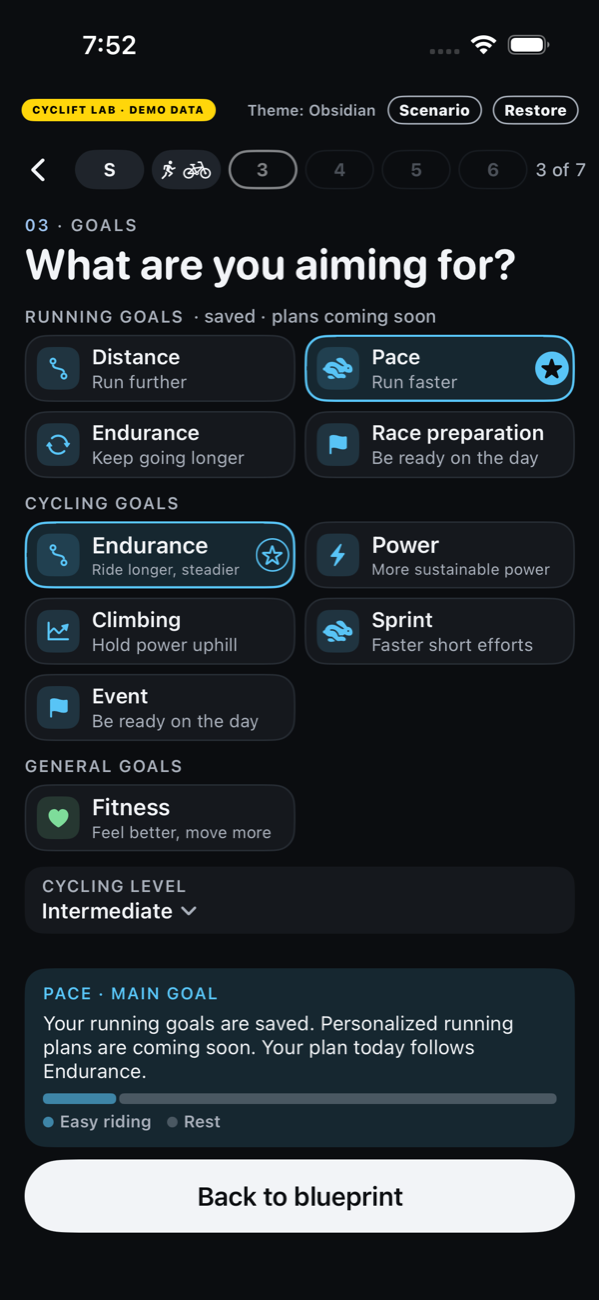 7:52
CYCLIFT LAB · DEMO DATA
Theme: Obsidian
Scenario
Restore
S
3
4
5
6
3 of 7
03 · GOALS
What are you aiming for?
RUNNING GOALS · saved · plans coming soon
Distance
Run further
Pace
Run faster
Endurance
Keep going longer
Race preparation
Be ready on the day
CYCLING GOALS
Endurance
Ride longer, steadier
Power
More sustainable power
Climbing
Hold power uphill
Sprint
Faster short efforts
Event
Be ready on the day
GENERAL GOALS
Fitness
Feel better, move more
CYCLING LEVEL
Intermediate
PACE · MAIN GOAL
Your running goals are saved. Personalized running
plans are coming soon. Your plan today follows
Endurance.
Easy riding
Rest
Back to blueprint